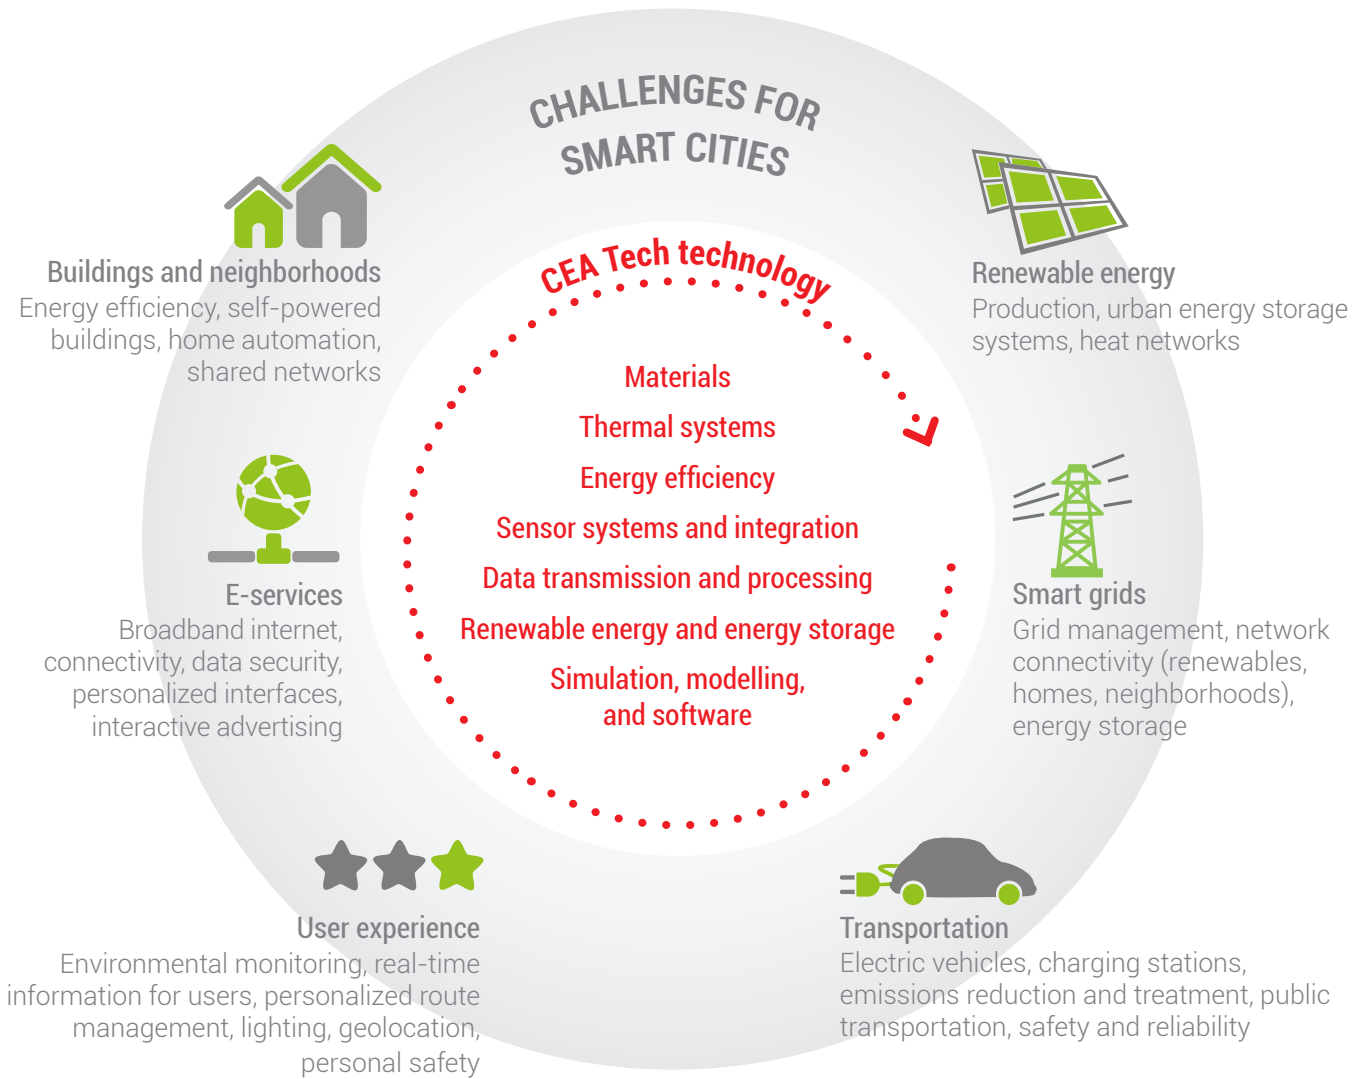 CHALLENGES FOR
SMART CITIES
Buildings and neighborhoods
Energy efficiency, self-powered
buildings, home automation,
shared networks
Renewable energy
Production, urban energy storage
systems, heat networks
CEA Tech technology
Materials
Thermal systems
Energy efficiency
Sensor systems and integration
Data transmission and processing
Renewable energy and energy storage
Simulation, modelling,
and software
E-services
Broadband internet,
connectivity, data security,
personalized interfaces,
interactive advertising
Smart grids
Grid management, network
connectivity (renewables,
homes, neighborhoods),
energy storage
User experience
Environmental monitoring, real-time
information for users, personalized route
management, lighting, geolocation,
personal safety
Transportation
Electric vehicles, charging stations,
emissions reduction and treatment, public
transportation, safety and reliability